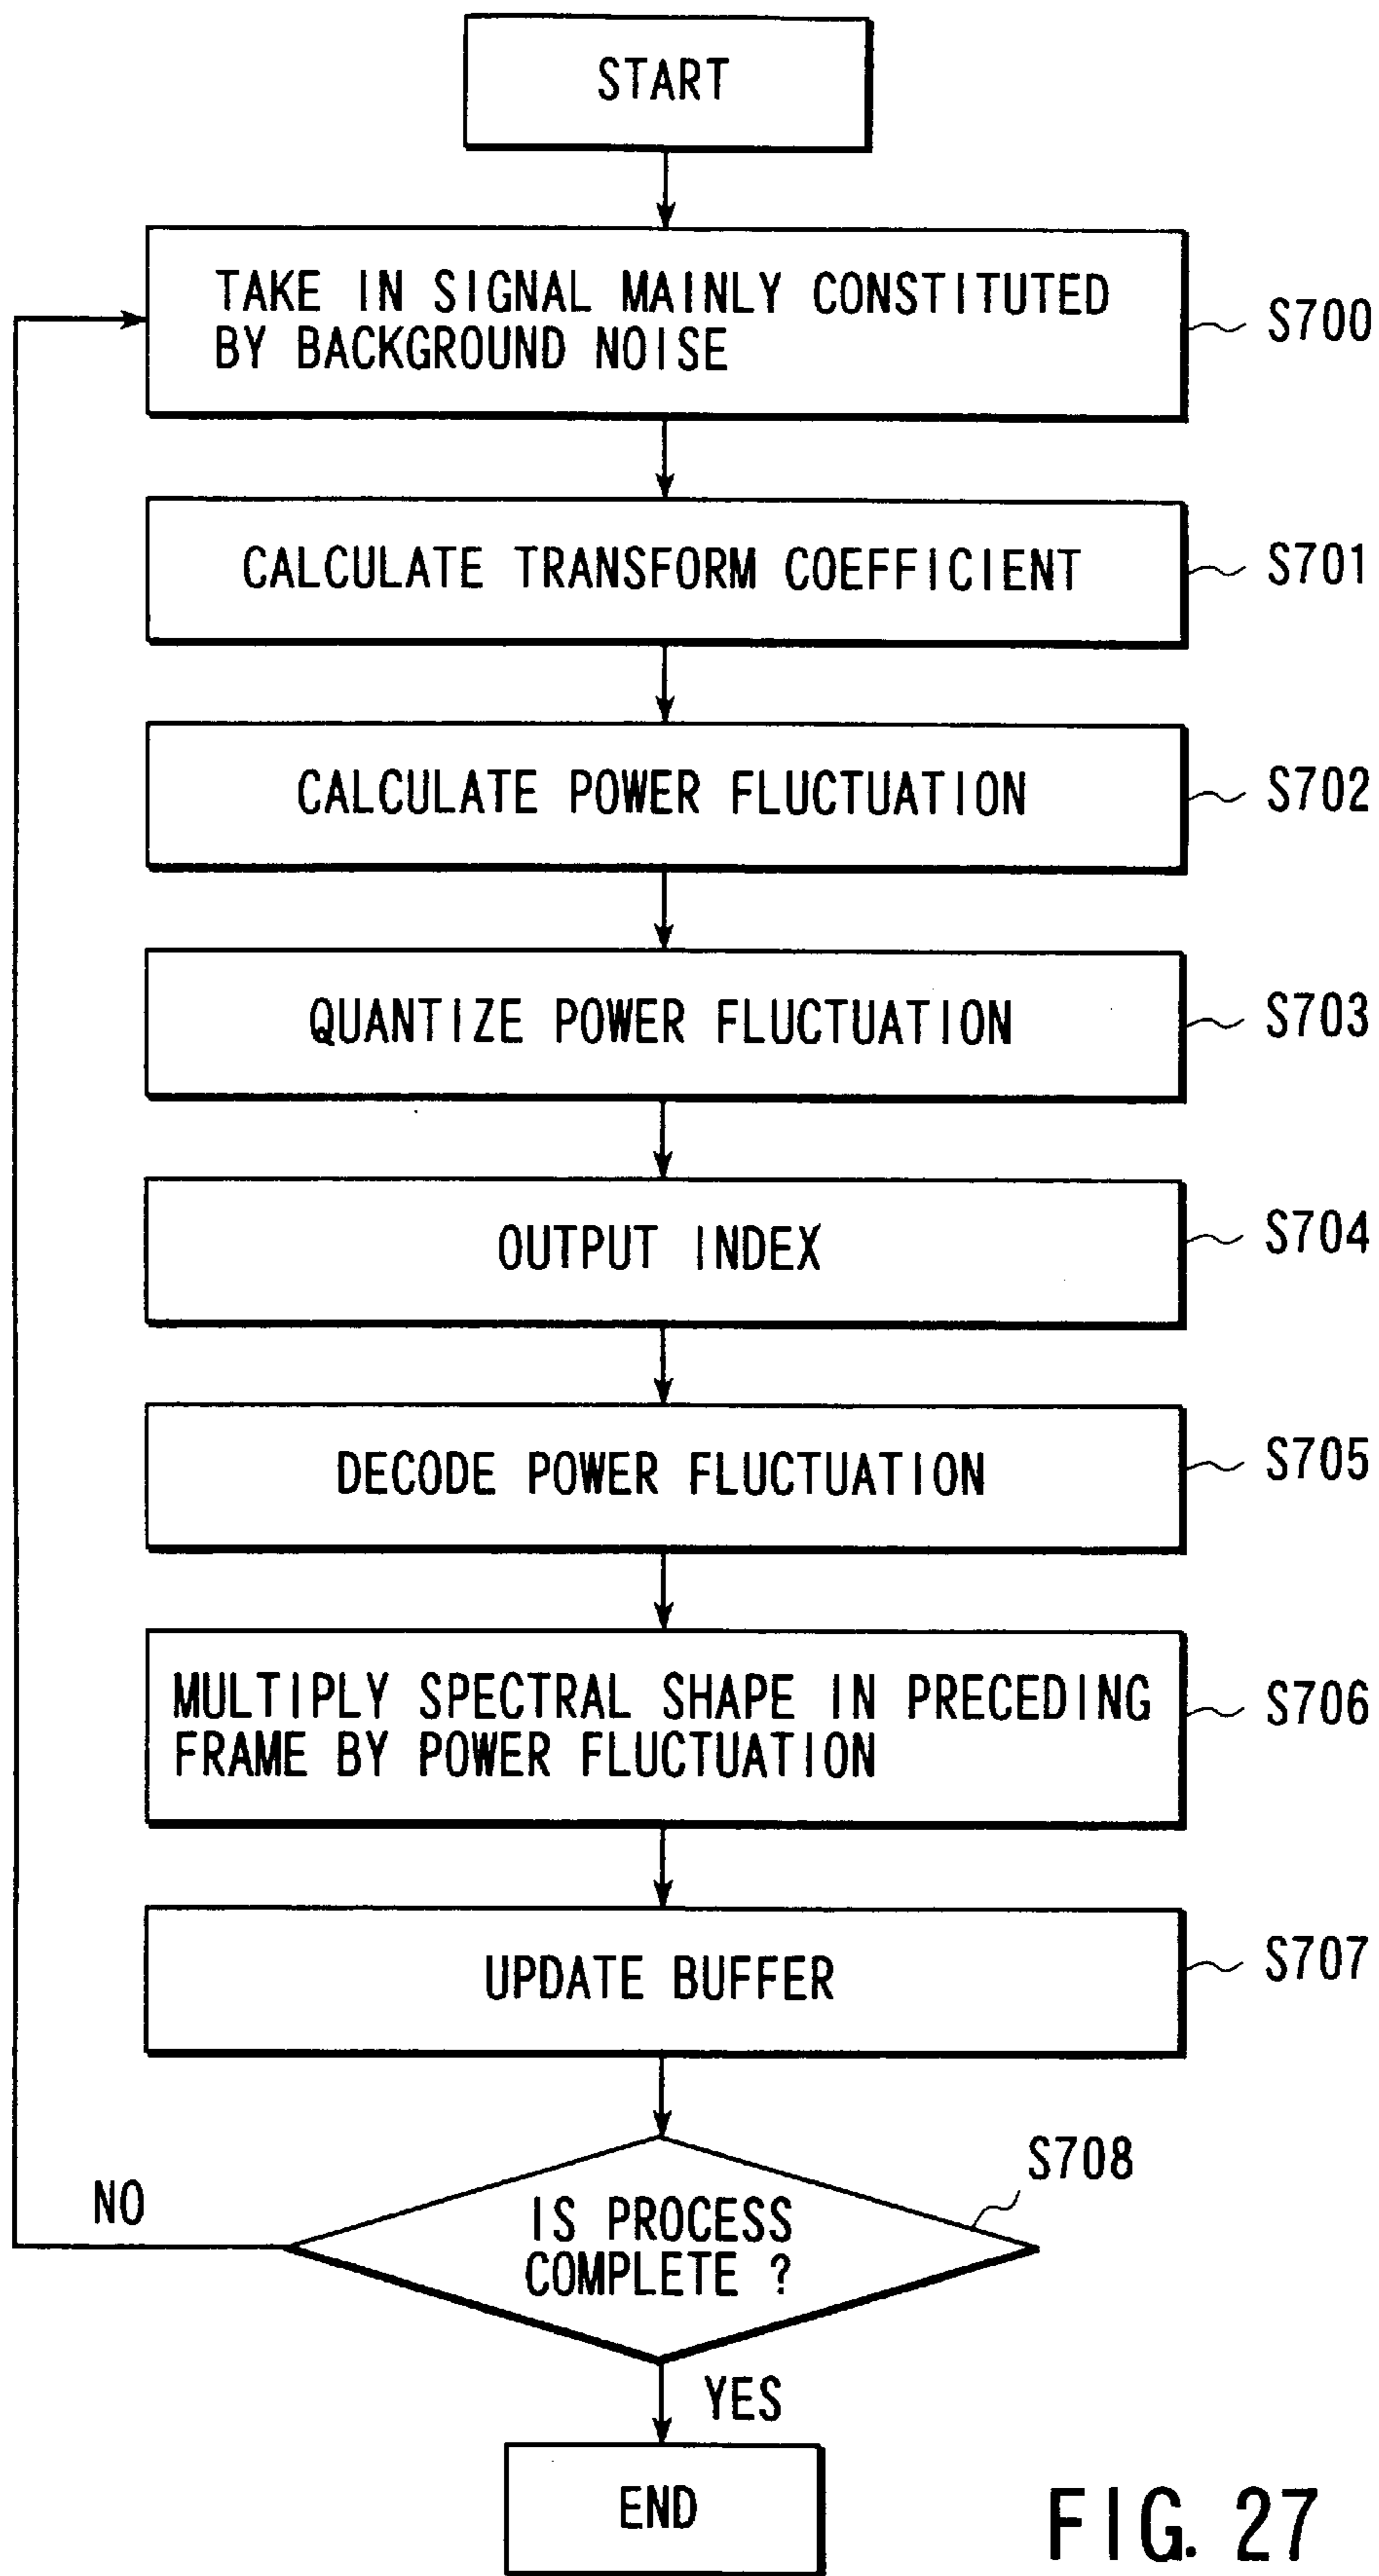 START
TAKE IN SIGNAL MAINLY CONSTITUTED
BY BACKGROUND NOISE
S700
CALCULATE TRANSFORM COEFFICIENT
S701
CALCULATE POWER FLUCTUATION
S702
QUANTIZE POWER FLUCTUATION
S703
OUTPUT INDEX
S704
DECODE POWER FLUCTUATION
S705
MULTIPLY SPECTRAL SHAPE IN PRECEDING
FRAME BY POWER FLUCTUATION
S706
UPDATE BUFFER
S707
S708
NO
IS PROCESS
COMPLETE ?
YES
END
FIG. 27